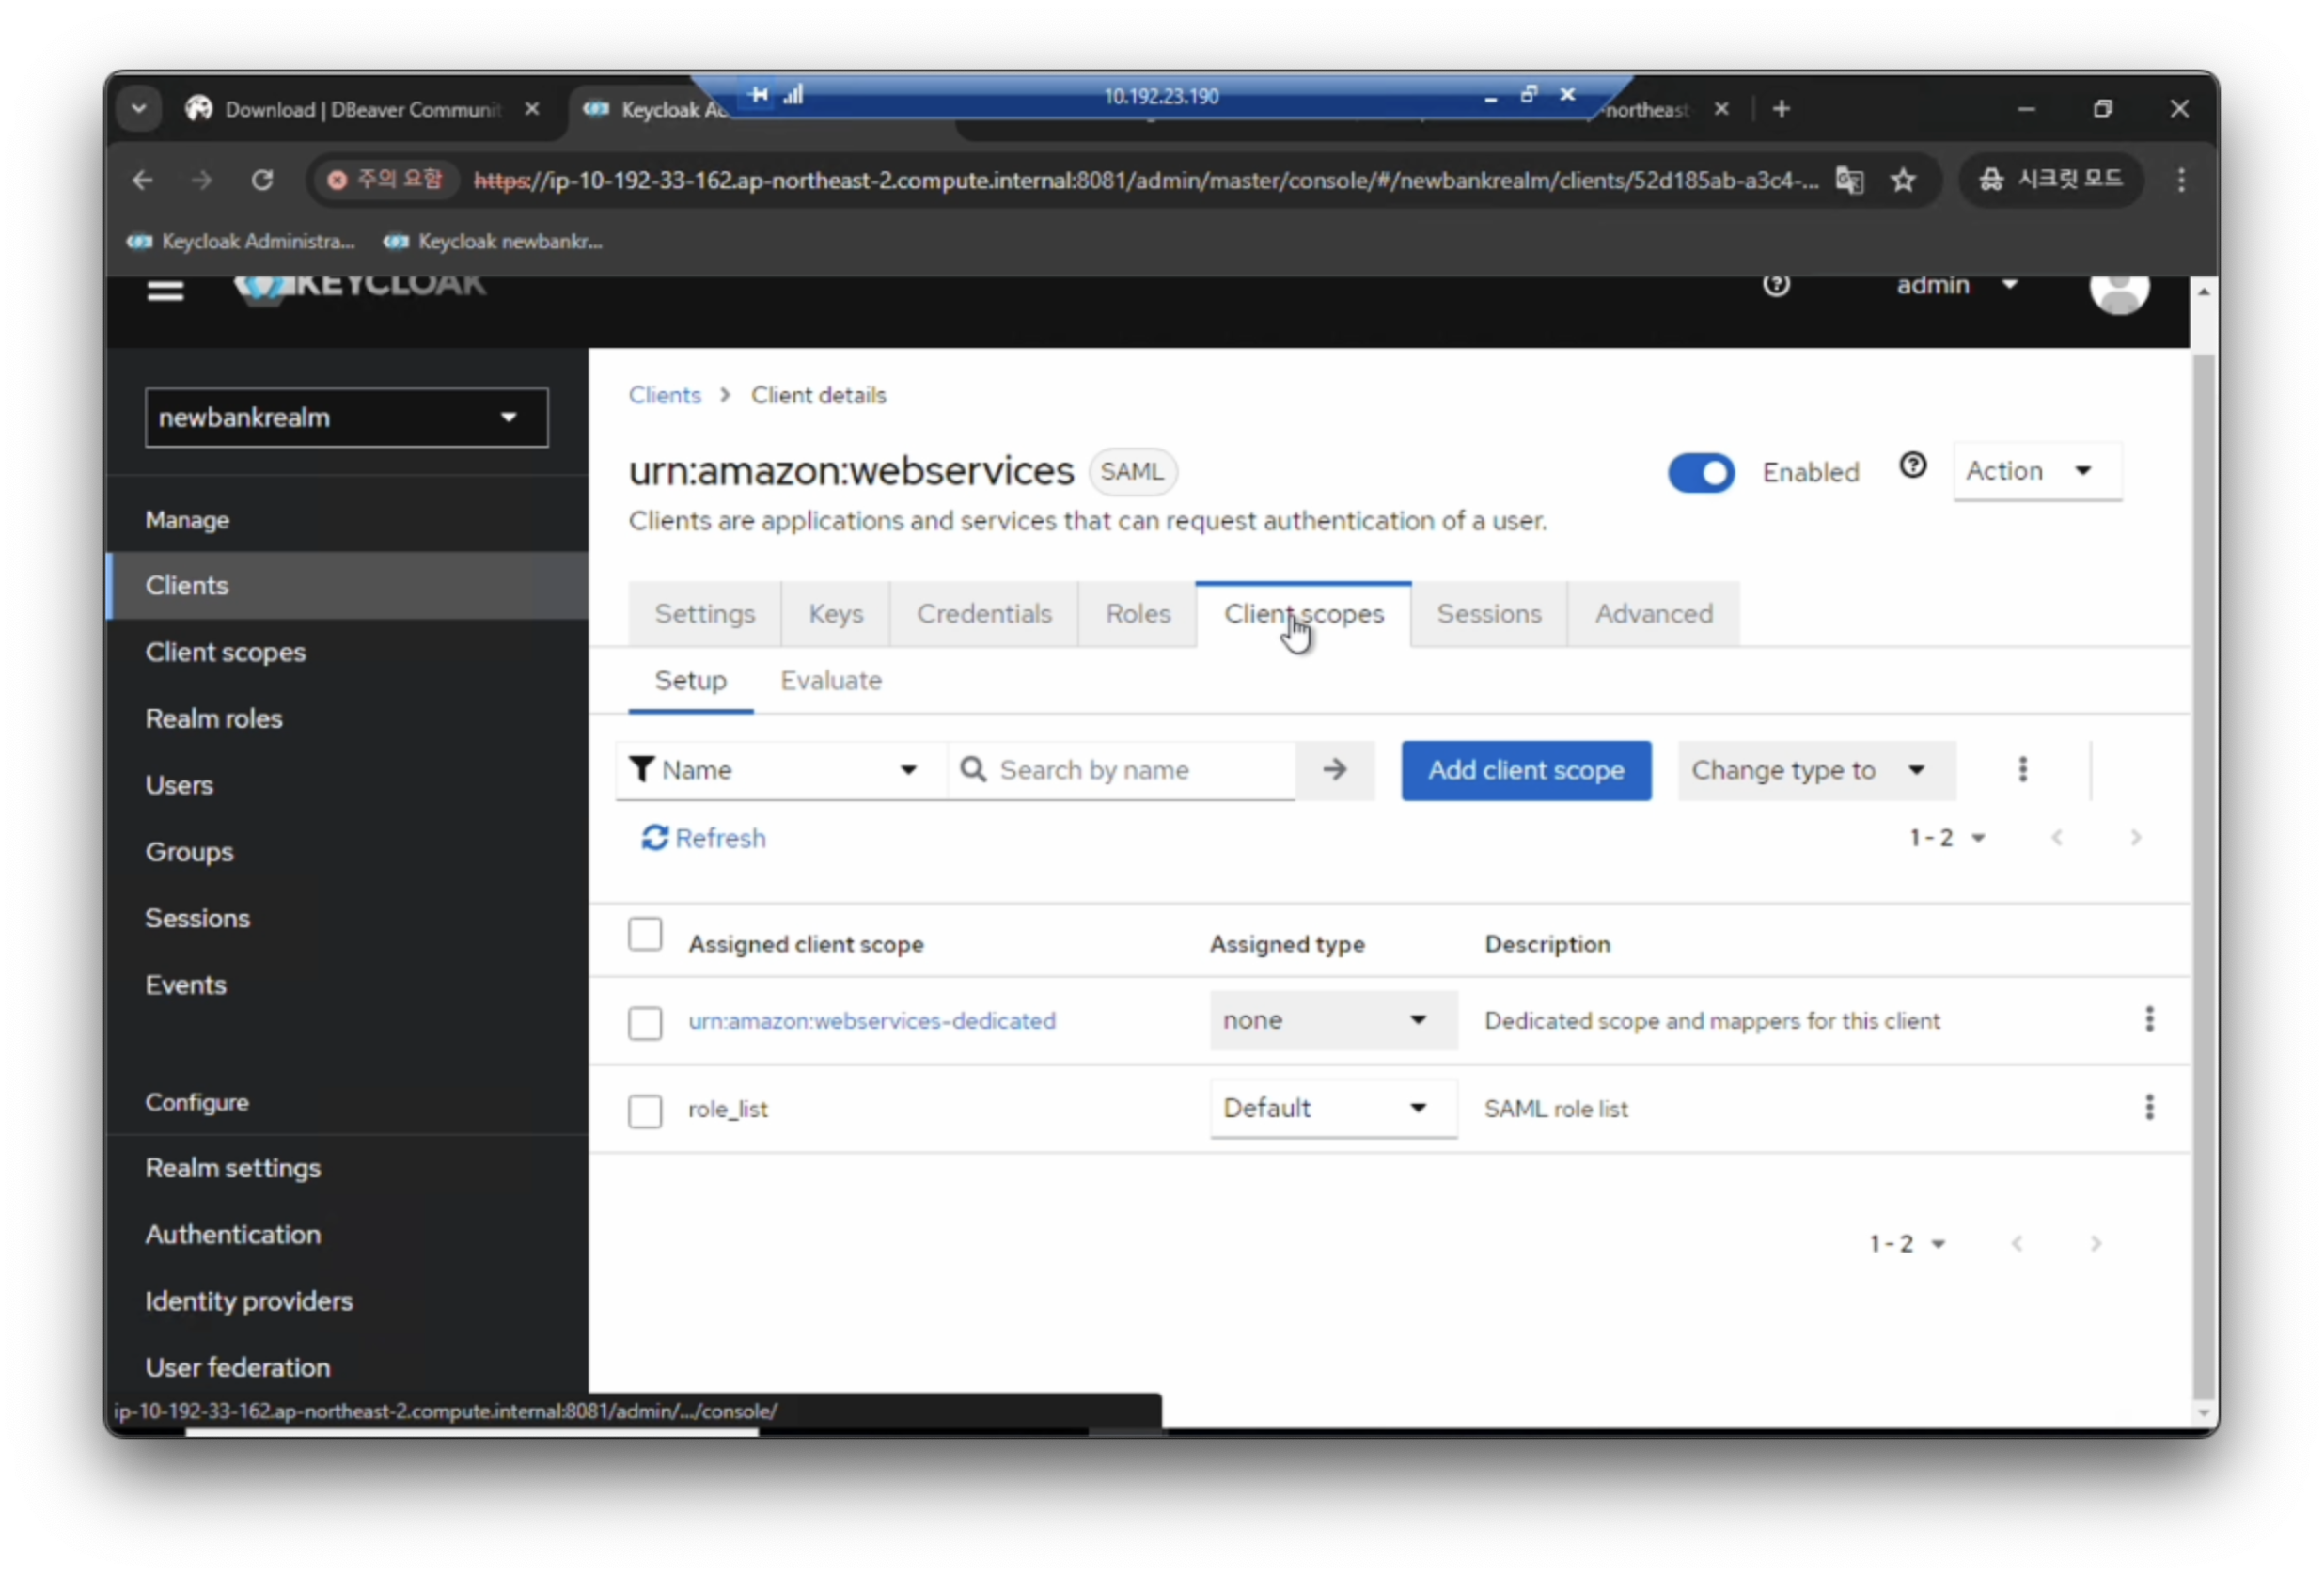 Download | DBeaver Communit
Keycloak Ad
10.192.23.190
-northeast
주의 요함
https://ip-10-192-33-162.ap-northeast-2.compute.internal:8081/admin/master/console/#/newbankrealm/clients/52d185ab-a3c4-...
시크릿 모드
Keycloak Administra...
Keycloak newbankr...
KEYCLOAK
admin
newbankrealm
Manage
Clients
Client scopes
Realm roles
Users
Groups
Sessions
Events
Configure
Realm settings
Authentication
Identity providers
User federation
Clients > Client details
urn:amazon:webservices SAML
Enabled
Action
Clients are applications and services that can request authentication of a user.
Settings Keys Credentials Roles Client scopes Sessions Advanced
Setup Evaluate
Name Search by name Add client scope Change type to
Refresh
1 - 2
Assigned client scope Assigned type Description
urn:amazon:webservices-dedicated none Dedicated scope and mappers for this client
role_list Default SAML role list
1 - 2
ip-10-192-33-162.ap-northeast-2.compute.internal:8081/admin/.../console/